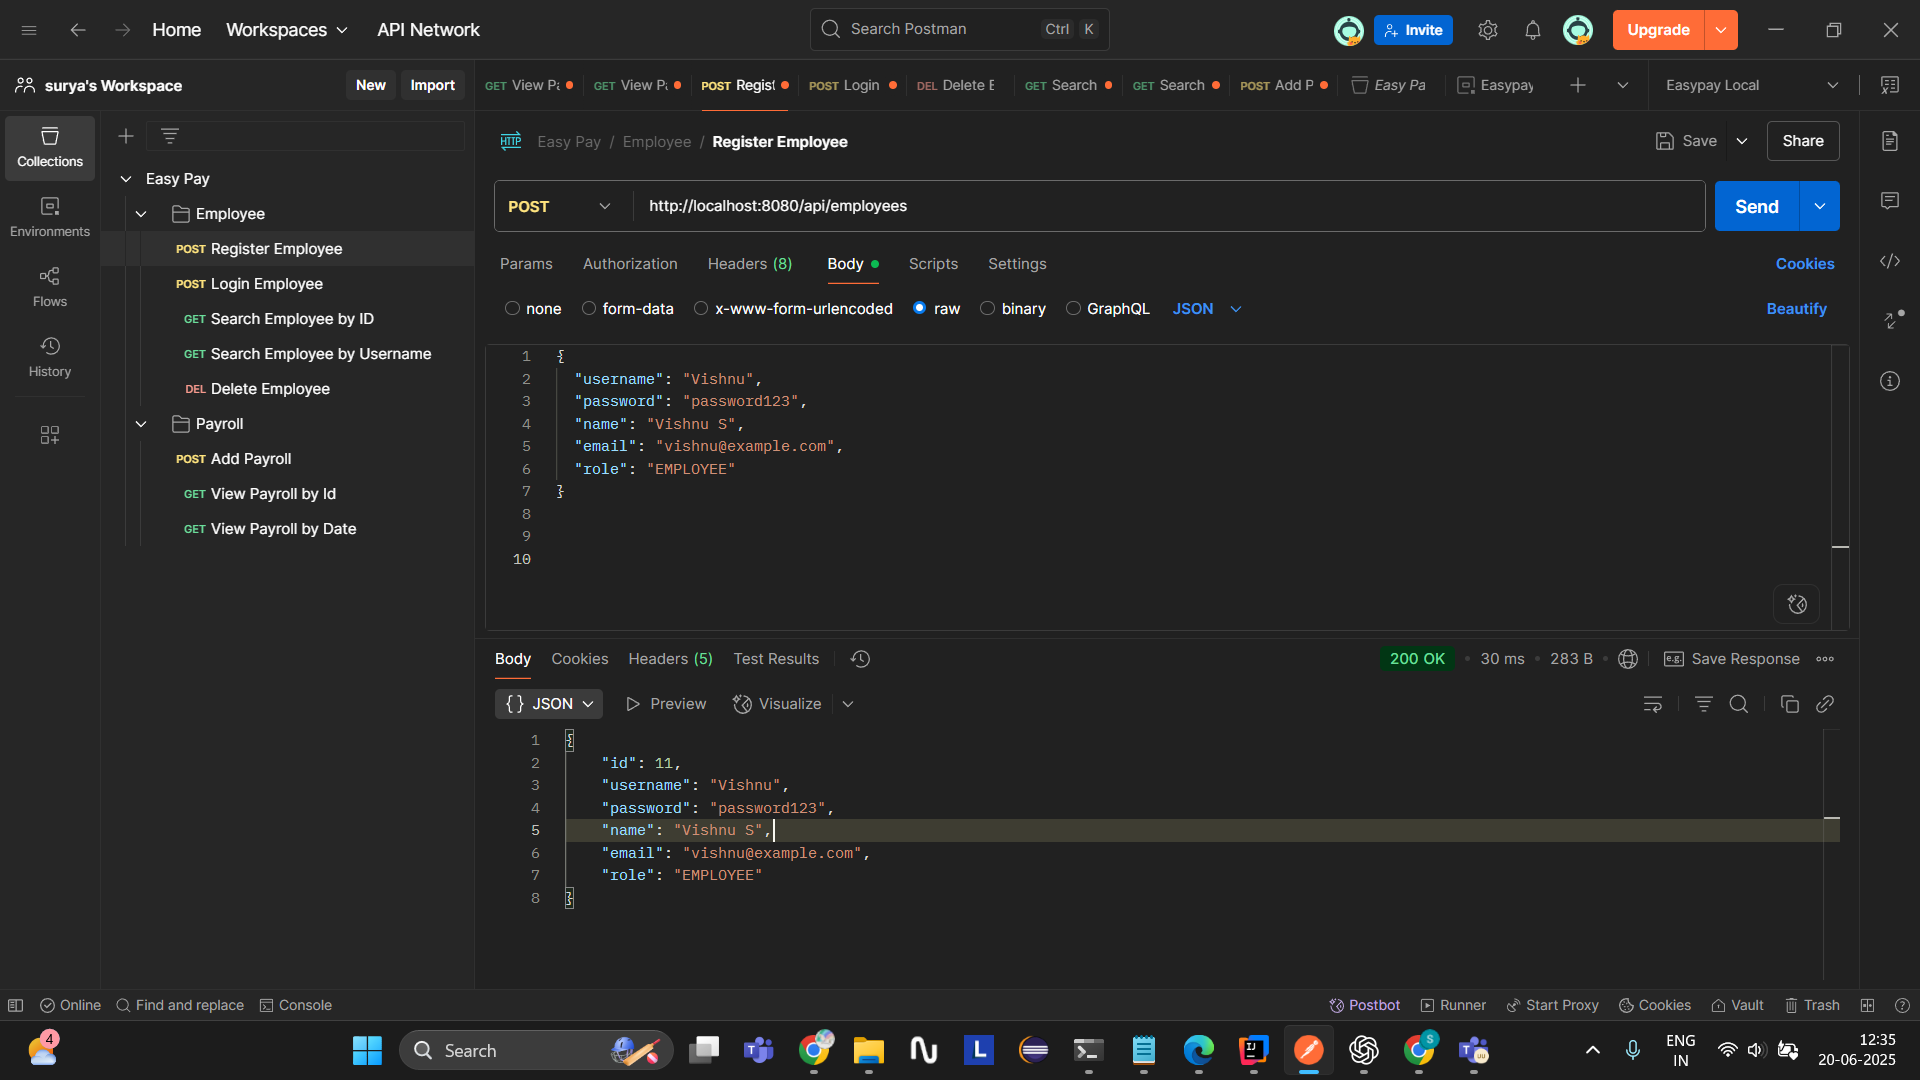 Home Workspaces API Network Search Postman Ctrl K Invite Upgrade
surya's Workspace New Import
GET View Pa GET View Pa POST Regist POST Login DEL Delete E GET Search GET Search POST Add P Easy Pa Easypay Easypay Local
Collections
Environments
Flows
History
Easy Pay
Employee
POST Register Employee
POST Login Employee
GET Search Employee by ID
GET Search Employee by Username
DEL Delete Employee
Payroll
POST Add Payroll
GET View Payroll by Id
GET View Payroll by Date
HTTP Easy Pay / Employee / Register Employee Save Share
POST http://localhost:8080/api/employees Send
Params Authorization Headers (8) Body Scripts Settings Cookies
none form-data x-www-form-urlencoded raw binary GraphQL JSON Beautify
1 {
2 "username": "Vishnu",
3 "password": "password123",
4 "name": "Vishnu S",
5 "email": "vishnu@example.com",
6 "role": "EMPLOYEE"
7 }
8
9
10
Body Cookies Headers (5) Test Results 200 OK • 30 ms • 283 B e.g. Save Response
{} JSON Preview Visualize
1 {
2 "id": 11,
3 "username": "Vishnu",
4 "password": "password123",
5 "name": "Vishnu S",
6 "email": "vishnu@example.com",
7 "role": "EMPLOYEE"
8 }
Online Find and replace Console Postbot Runner Start Proxy Cookies Vault Trash
4 Search T L IJ S T ENG 12:35
IN 20-06-2025